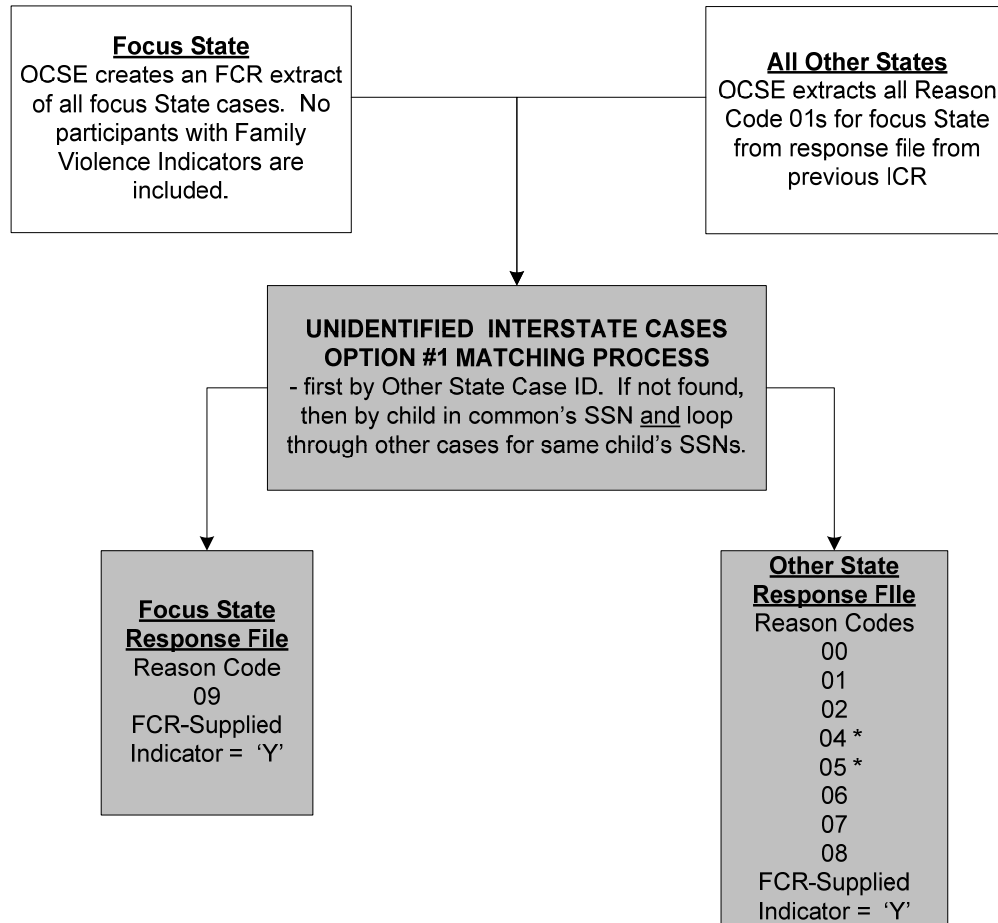 Focus State
OCSE creates an FCR extract
of all focus State cases.  No
participants with Family
Violence Indicators are
included.
All Other States
OCSE extracts all Reason
Code 01s for focus State
from response file from
previous ICR
UNIDENTIFIED  INTERSTATE CASES
OPTION #1 MATCHING PROCESS
- first by Other State Case ID.  If not found,
then by child in common’s SSN and loop
through other cases for same child’s SSNs.
Focus State
Response File
Reason Code
09
FCR-Supplied
Indicator =  ‘Y’
Other State
Response FIle
Reason Codes
00
01
02
04 *
05 *
06
07
08
FCR-Supplied
Indicator =  ‘Y’